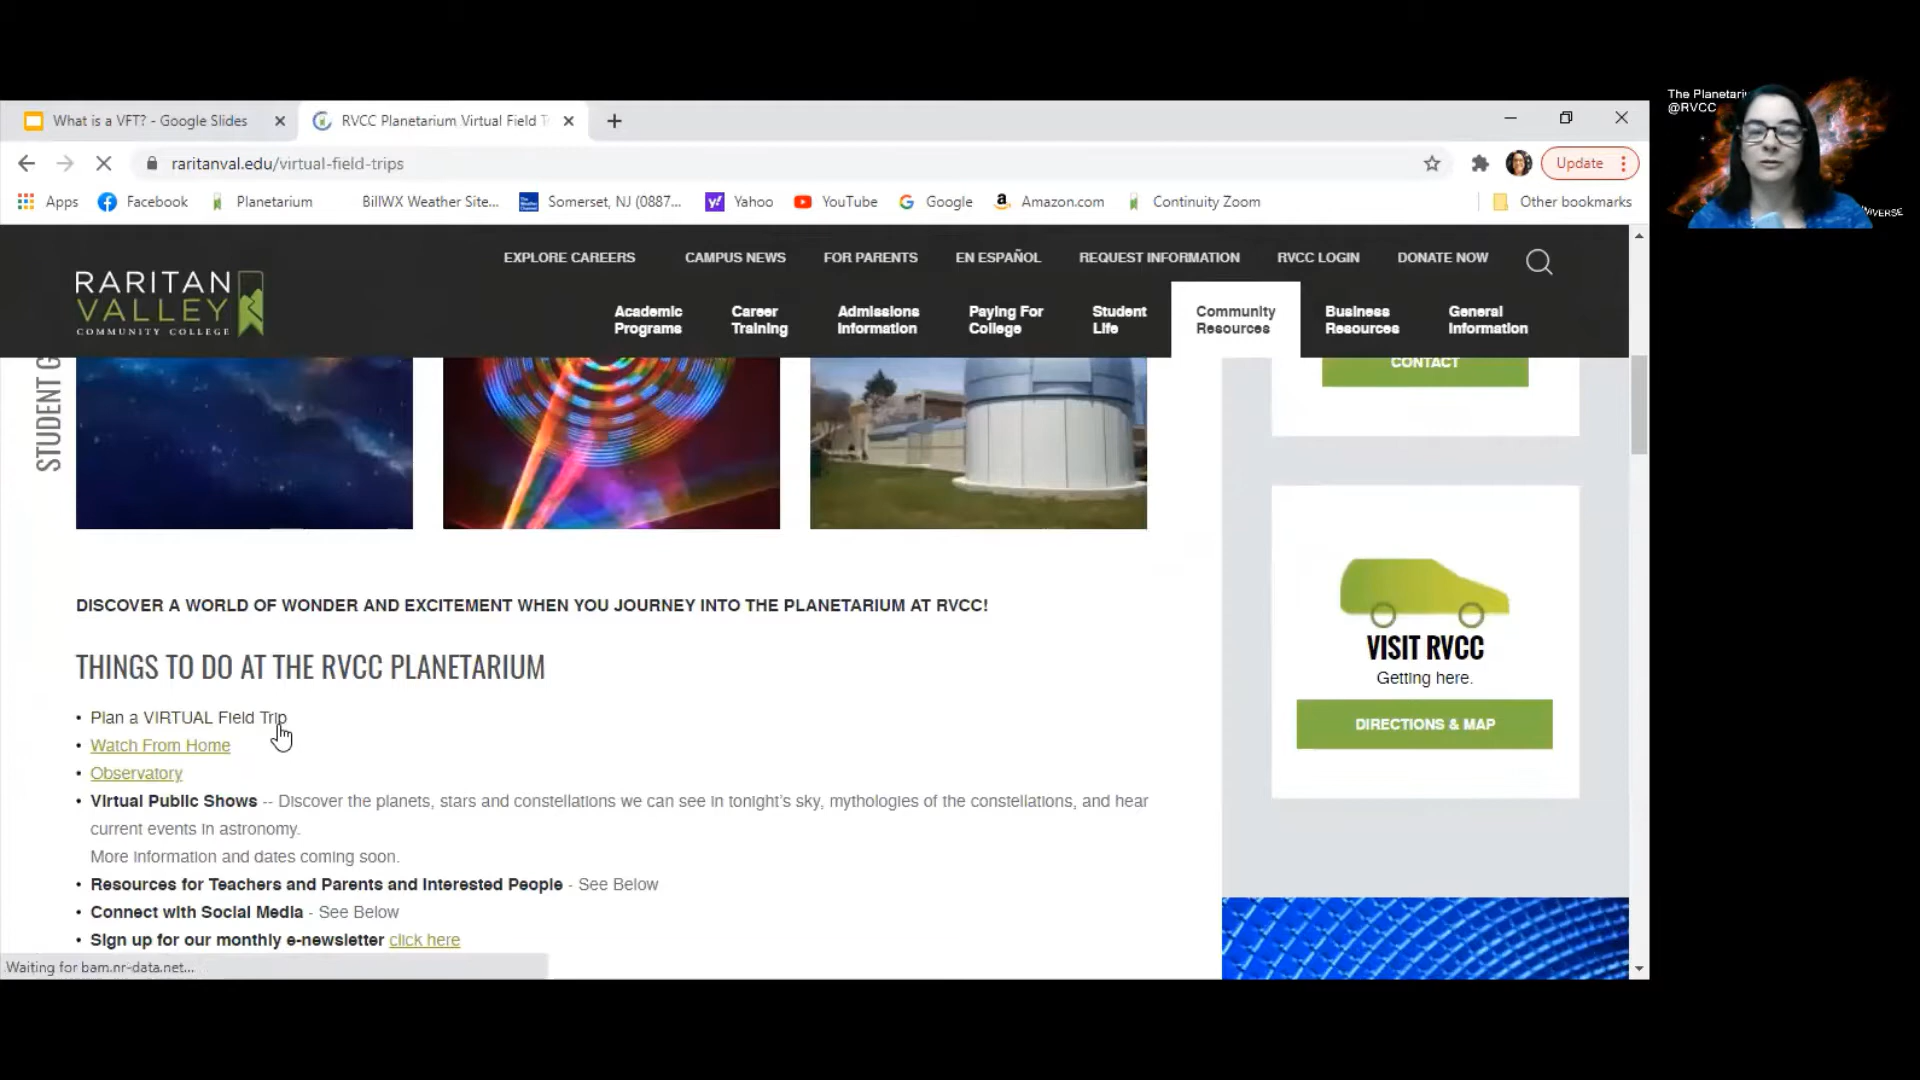 The Planetari
@RVCC
IVERSE
What is a VFT? - Google Slides
RVCC Planetarium Virtual Field T
raritanval.edu/virtual-field-trips
Update
Apps
Facebook
Planetarium
BillWX Weather Site...
Somerset, NJ (0887...
Yahoo
YouTube
Google
Amazon.com
Continuity Zoom
Other bookmarks
RARITAN
VALLEY
COMMUNITY COLLEGE
EXPLORE CAREERS
CAMPUS NEWS
FOR PARENTS
EN ESPAÑOL
REQUEST INFORMATION
RVCC LOGIN
DONATE NOW
Academic
Programs
Career
Training
Admissions
Information
Paying For
College
Student
Life
Community
Resources
Business
Resources
General
Information
STUDENT G
CONTACT
DISCOVER A WORLD OF WONDER AND EXCITEMENT WHEN YOU JOURNEY INTO THE PLANETARIUM AT RVCC!
THINGS TO DO AT THE RVCC PLANETARIUM
• Plan a VIRTUAL Field Trip
• Watch From Home
• Observatory
• Virtual Public Shows -- Discover the planets, stars and constellations we can see in tonight's sky, mythologies of the constellations, and hear
current events in astronomy.
More information and dates coming soon.
• Resources for Teachers and Parents and Interested People - See Below
• Connect with Social Media - See Below
• Sign up for our monthly e-newsletter click here
VISIT RVCC
Getting here.
DIRECTIONS & MAP
Waiting for bam.nr-data.net...